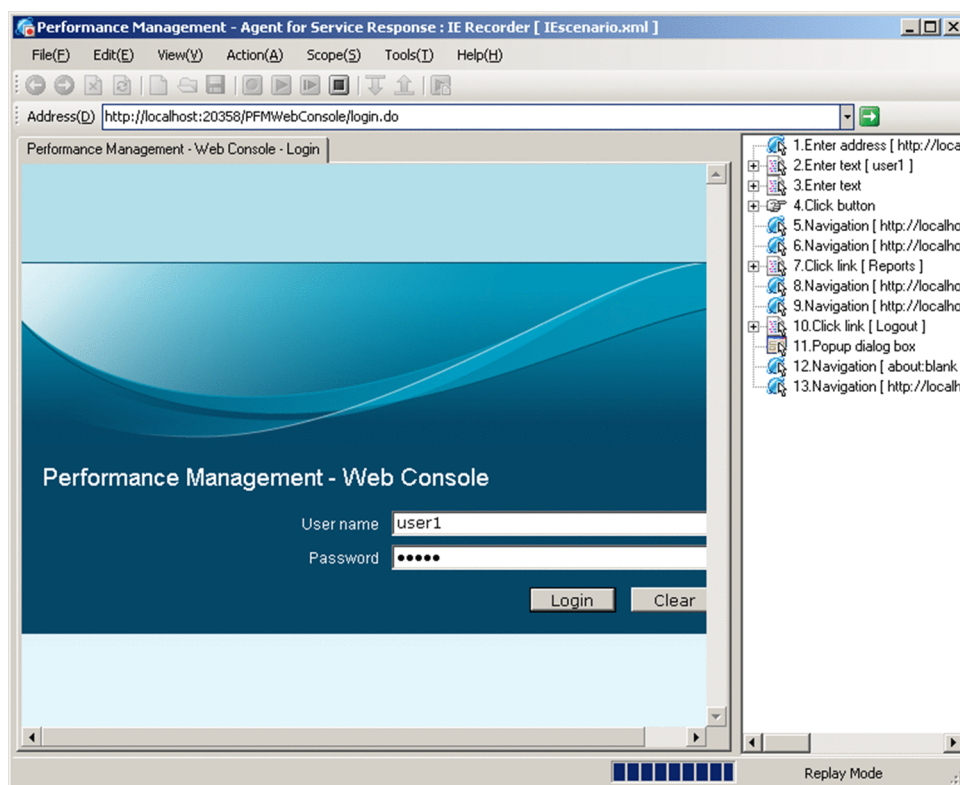 Performance Management - Agent for Service Response : IE Recorder [ IEscenario.xml ]
File(F) Edit(E) View(V) Action(A) Scope(S) Tools(T) Help(H)
Address(D) http://localhost:20358/PFMWebConsole/login.do
Performance Management - Web Console - Login
Performance Management - Web Console
User name user1
Password •••••
Login Clear
1.Enter address [ http://loca
2.Enter text [ user1 ]
3.Enter text
4.Click button
5.Navigation [ http://localho
6.Navigation [ http://localho
7.Click link [ Reports ]
8.Navigation [ http://localho
9.Navigation [ http://localho
10.Click link [ Logout ]
11.Popup dialog box
12.Navigation [ about:blank
13.Navigation [ http://localh
Replay Mode